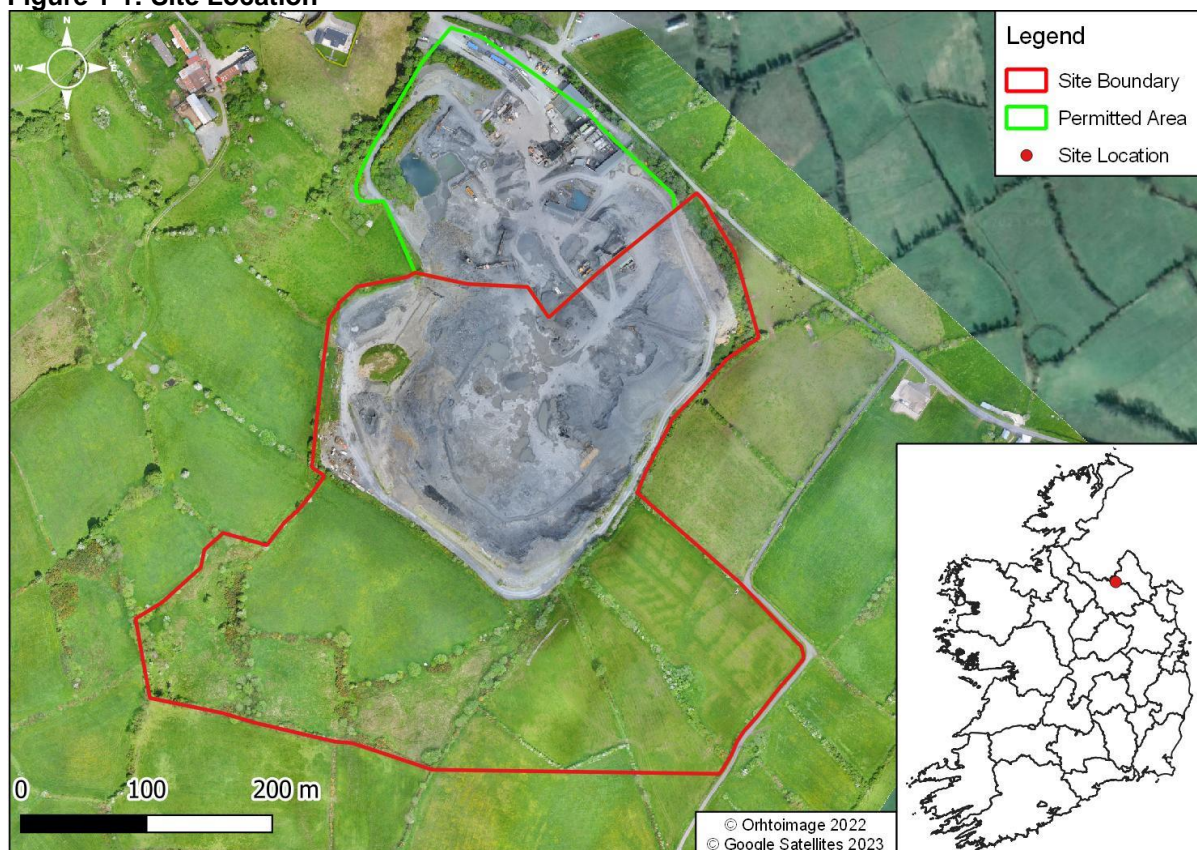 Figure 1-1: Site Location
N
W E
S
Legend
Site Boundary
Permitted Area
Site Location
0 100 200 m
© Orhtoimage 2022
© Google Satellites 2023